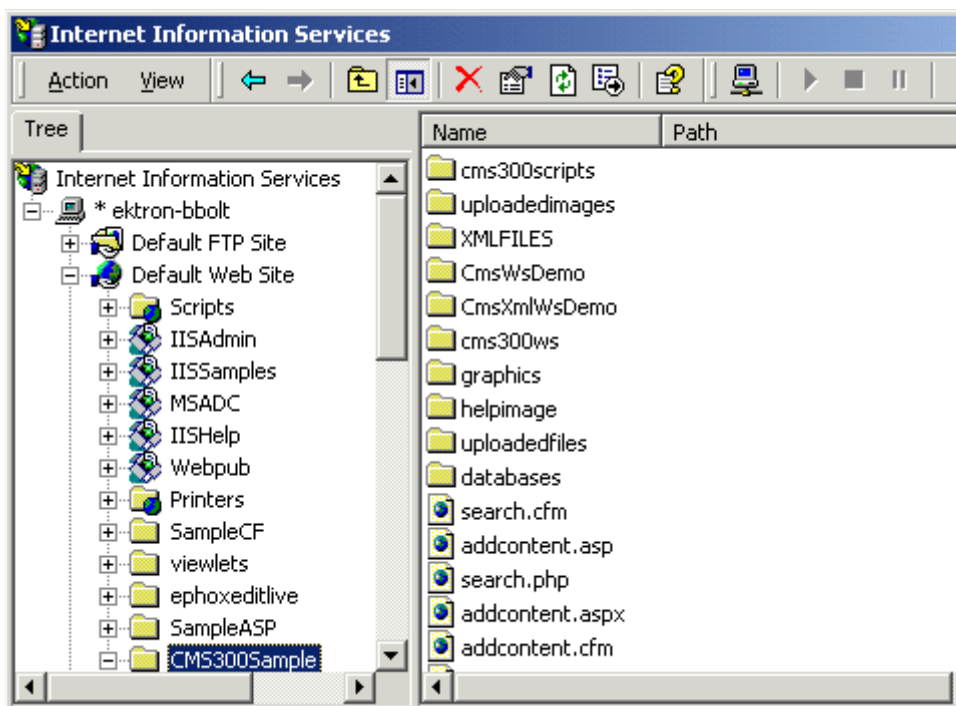 Internet Information Services
Action View
Tree
Internet Information Services
* ektron-bbolt
Default FTP Site
Default Web Site
Scripts
IISAdmin
IISSamples
MSADC
IISHelp
Webpub
Printers
SampleCF
viewlets
ephoxeditlive
SampleASP
CMS300Sample
Name Path
cms300scripts
uploadedimages
XMLFILES
CmsWsDemo
CmsXmlWsDemo
cms300ws
graphics
helpimage
uploadedfiles
databases
search.cfm
addcontent.asp
search.php
addcontent.aspx
addcontent.cfm